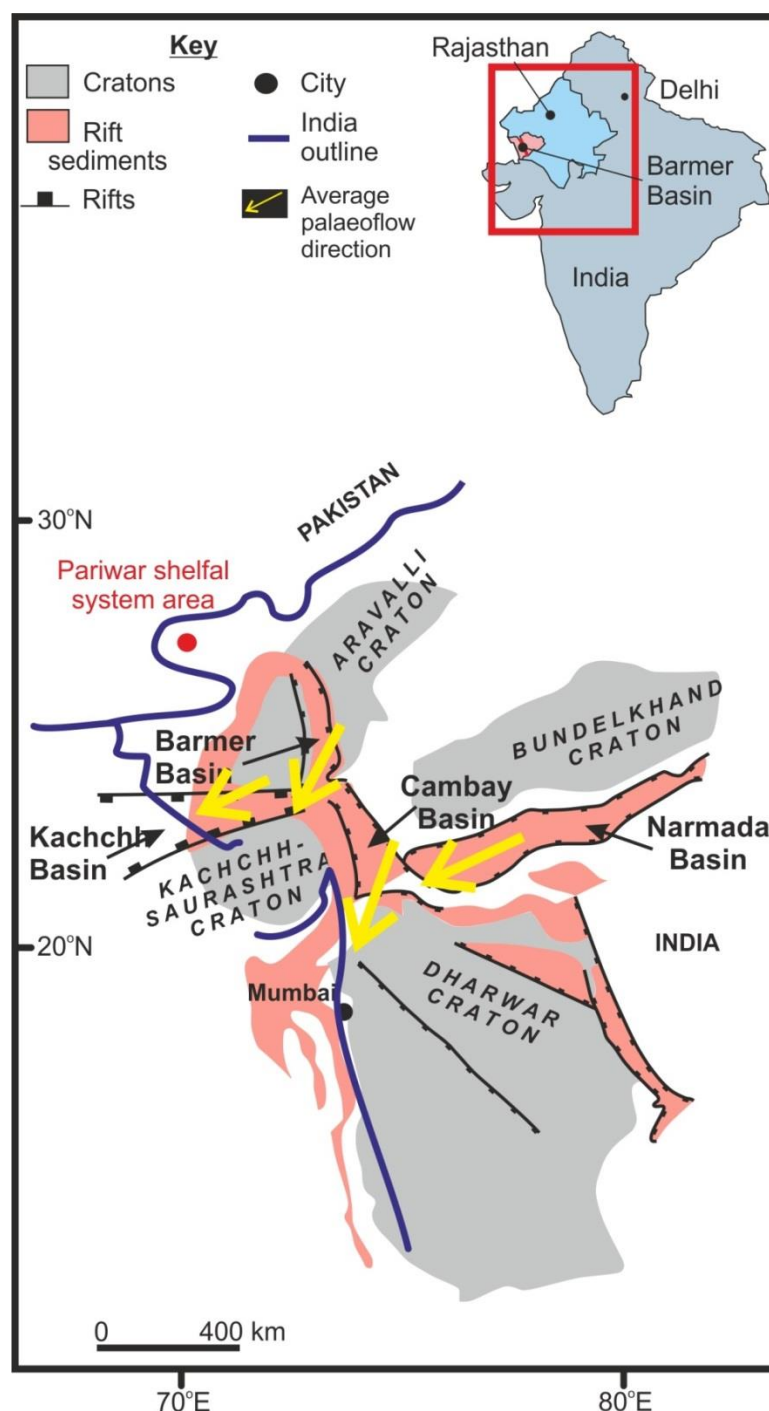 Key
Cratons
Rift
sediments
Rifts
City
India
outline
Average
palaeoflow
direction
Rajasthan
Delhi
Barmer
Basin
India
30°N
PAKISTAN
Pariwar shelfal
system area
ARAVALLI
CRATON
BUNDELKHAND
CRATON
Barmer
Basin
Cambay
Basin
Kachchh
Basin
Narmada
Basin
KACHCHH-
SAURASHTRA
CRATON
20°N
INDIA
Mumbai
DHARWAR
CRATON
0 400 km
70°E
80°E